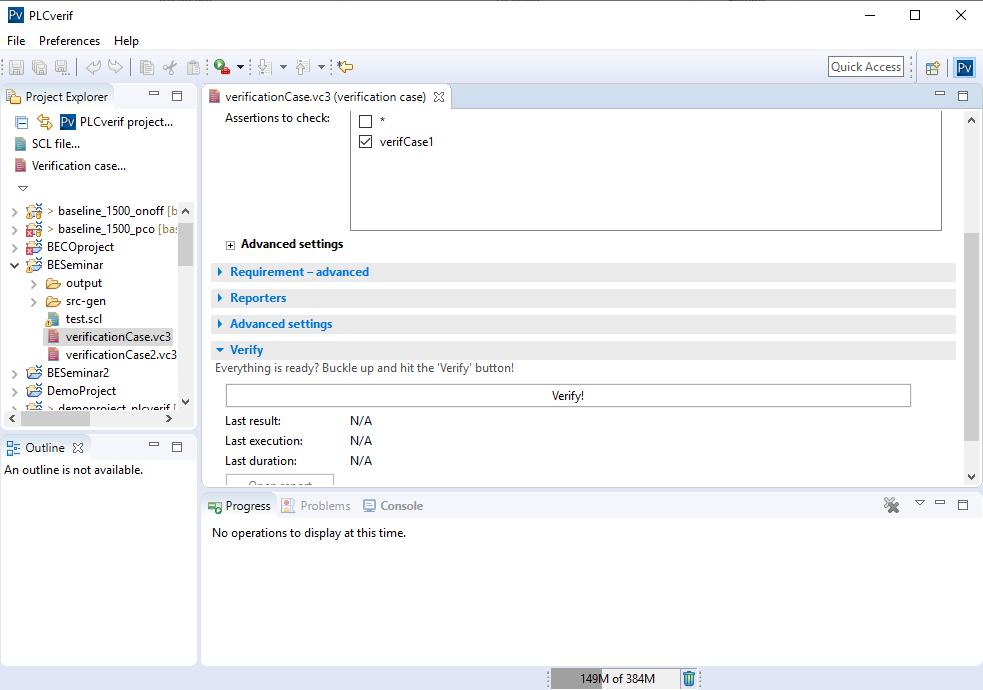 PLCverif
File Preferences Help
Quick Access
Pv
Project Explorer
Pv PLCverif project...
SCL file...
Verification case...
> baseline_1500_onoff [b
> baseline_1500_pco [bas
BECOproject
BESeminar
output
src-gen
test.scl
verificationCase.vc3
verificationCase2.vc3
BESeminar2
DemoProject
> demoproject_plcverif [
Outline
An outline is not available.
verificationCase.vc3 (verification case)
Assertions to check:
*
verifCase1
Advanced settings
Requirement – advanced
Reporters
Advanced settings
Verify
Everything is ready? Buckle up and hit the 'Verify' button!
Verify!
Last result: N/A
Last execution: N/A
Last duration: N/A
Open report
Progress Problems Console
No operations to display at this time.
149M of 384M